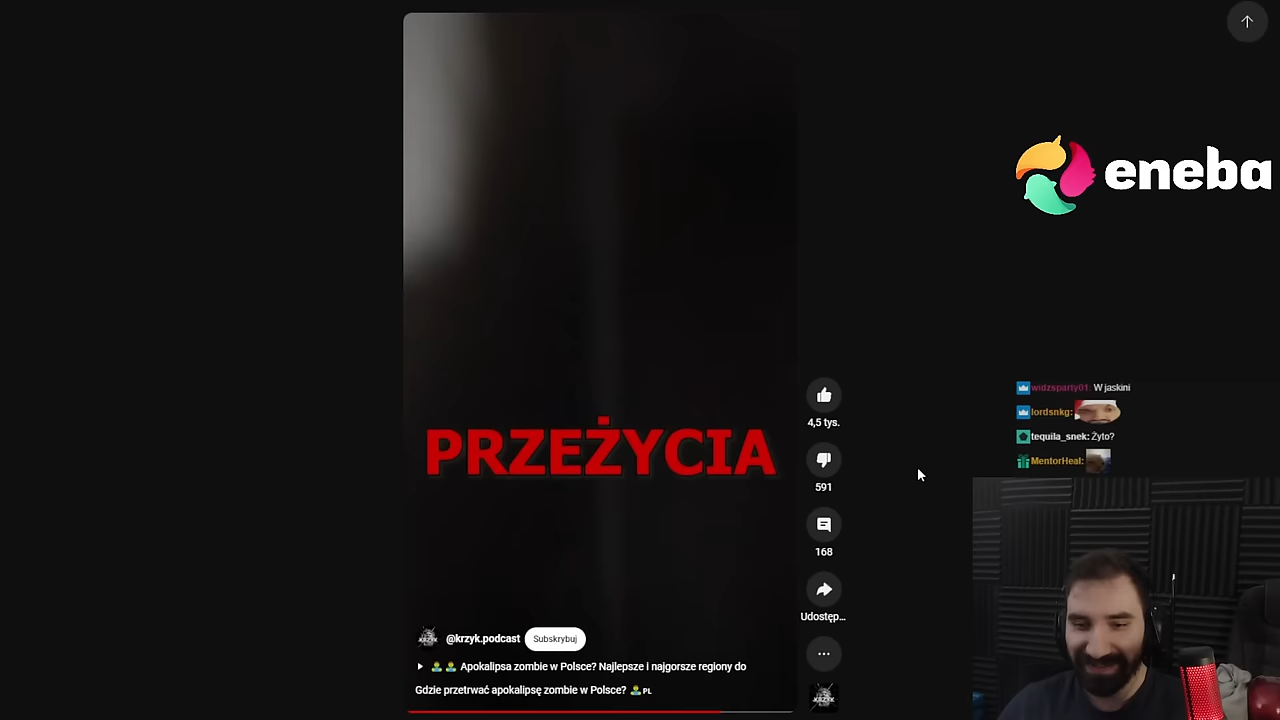 eneba
widzsparty01: W jaskini
lordsnkg:
tequila_snek: Żyto?
MentorHeal:
PRZEŻYCIA
4,5 tys.
591
168
Udostęp...
@krzyk.podcast Subskrybuj
Apokalipsa zombie w Polsce? Najlepsze i najgorsze regiony do
Gdzie przetrwać apokalipsę zombie w Polsce? PL